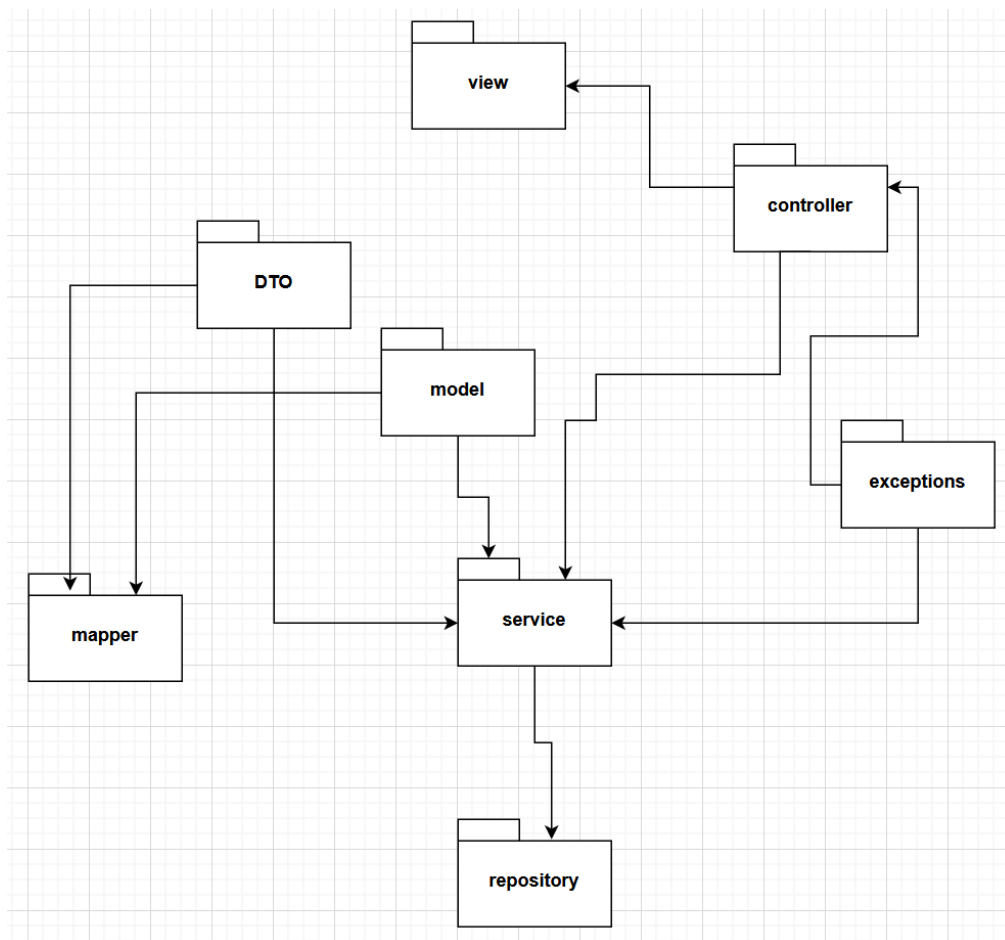 view
controller
DTO
model
exceptions
service
mapper
repository